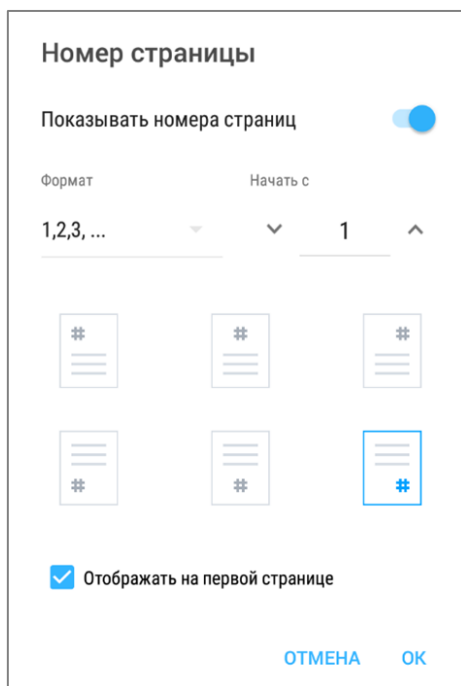 Номер страницы
Показывать номера страниц
Формат Начать с
1,2,3, ... 1
# # #
# # #
Отображать на первой странице
ОТМЕНА ОК